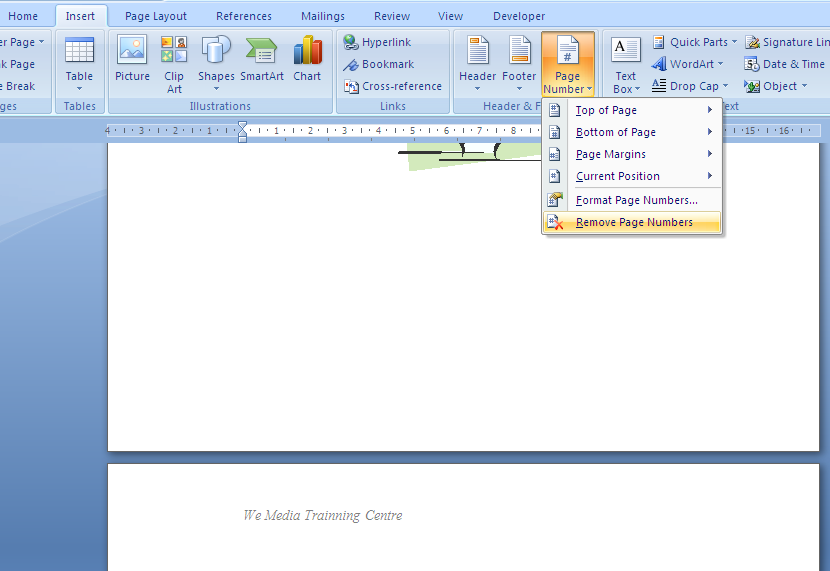 Home Insert Page Layout References Mailings Review View Developer
er Page
k Page
e Break
ges
Table
Tables
Picture
Clip
Art
Shapes
SmartArt
Chart
Illustrations
Hyperlink
Bookmark
Cross-reference
Links
Header
Footer
Page
Number
Header & F
Text
Box
Quick Parts
WordArt
Drop Cap
Signature Lin
Date & Time
Object
ext
Top of Page
Bottom of Page
Page Margins
Current Position
Format Page Numbers...
Remove Page Numbers
4 3 2 1 1 2 3 4 5 6 7 8 15 16
We Media Trainning Centre